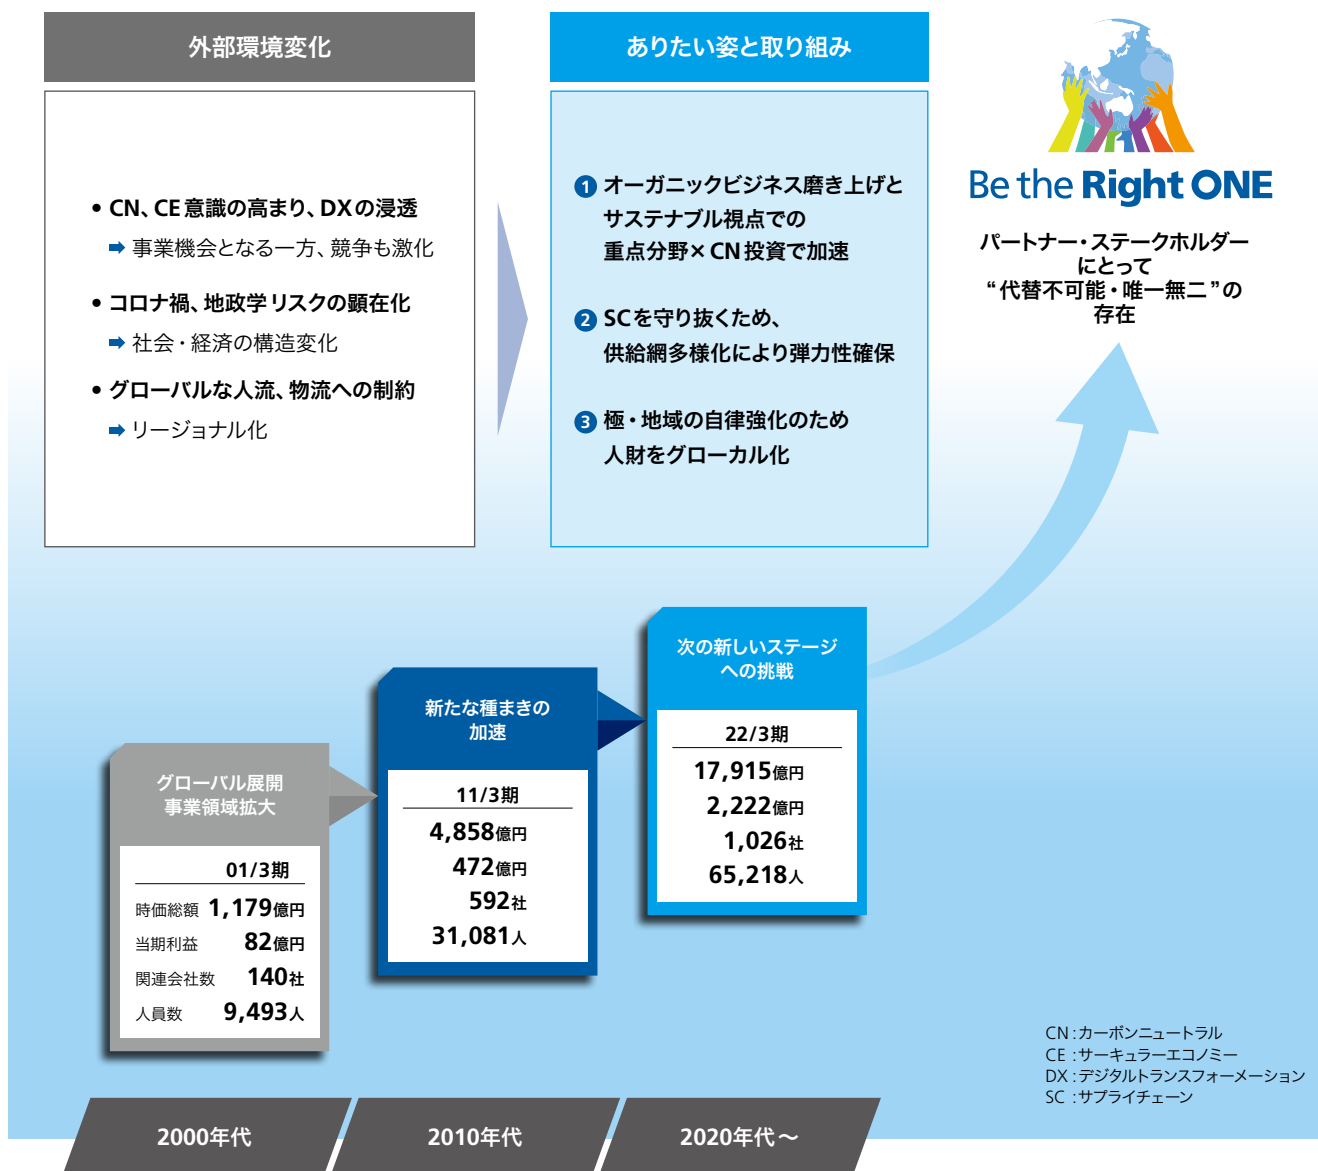 外部環境変化
• CN、CE意識の高まり、DXの浸透
➡ 事業機会となる一方、競争も激化
• コロナ禍、地政学リスクの顕在化
➡ 社会・経済の構造変化
• グローバルな人流、物流への制約
➡ リージョナル化
ありたい姿と取り組み
❶ オーガニックビジネス磨き上げと
サステナブル視点での
重点分野×CN投資で加速
❷ SCを守り抜くため、
供給網多様化により弾力性確保
❸ 極・地域の自律強化のため
人財をグローカル化
Be the Right ONE
パートナー・ステークホルダー
にとって
“代替不可能・唯一無二”の
存在
グローバル展開
事業領域拡大
01/3期
時価総額 1,179億円
当期利益 82億円
関連会社数 140社
人員数 9,493人
新たな種まきの
加速
11/3期
4,858億円
472億円
592社
31,081人
次の新しいステージ
への挑戦
22/3期
17,915億円
2,222億円
1,026社
65,218人
CN:カーボンニュートラル
CE:サーキュラーエコノミー
DX:デジタルトランスフォーメーション
SC:サプライチェーン
2000年代
2010年代
2020年代～